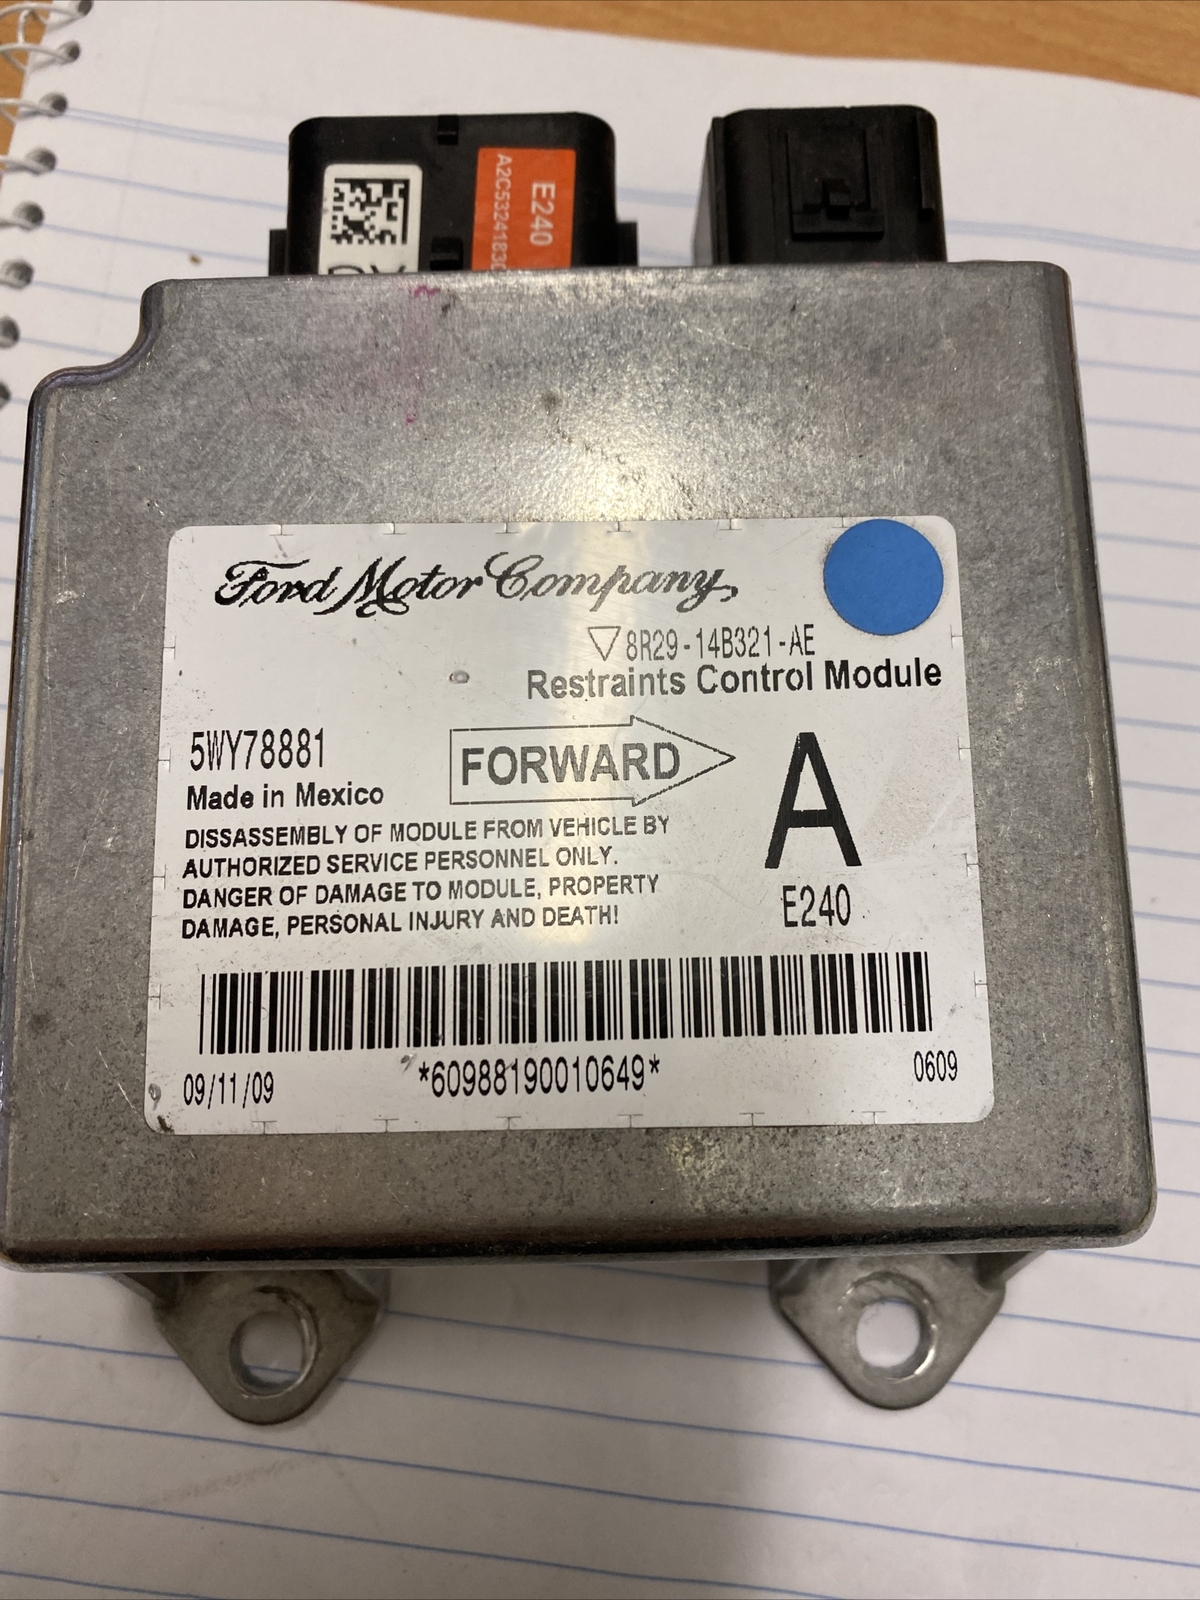 E240
A2C5324183
Ford Motor Company
8R29-14B321-AE
Restraints Control Module
5WY78881
FORWARD
A
Made in Mexico
DISSASSEMBLY OF MODULE FROM VEHICLE BY
AUTHORIZED SERVICE PERSONNEL ONLY.
DANGER OF DAMAGE TO MODULE, PROPERTY
DAMAGE, PERSONAL INJURY AND DEATH!
E240
09/11/09
*60988190010649*
0609